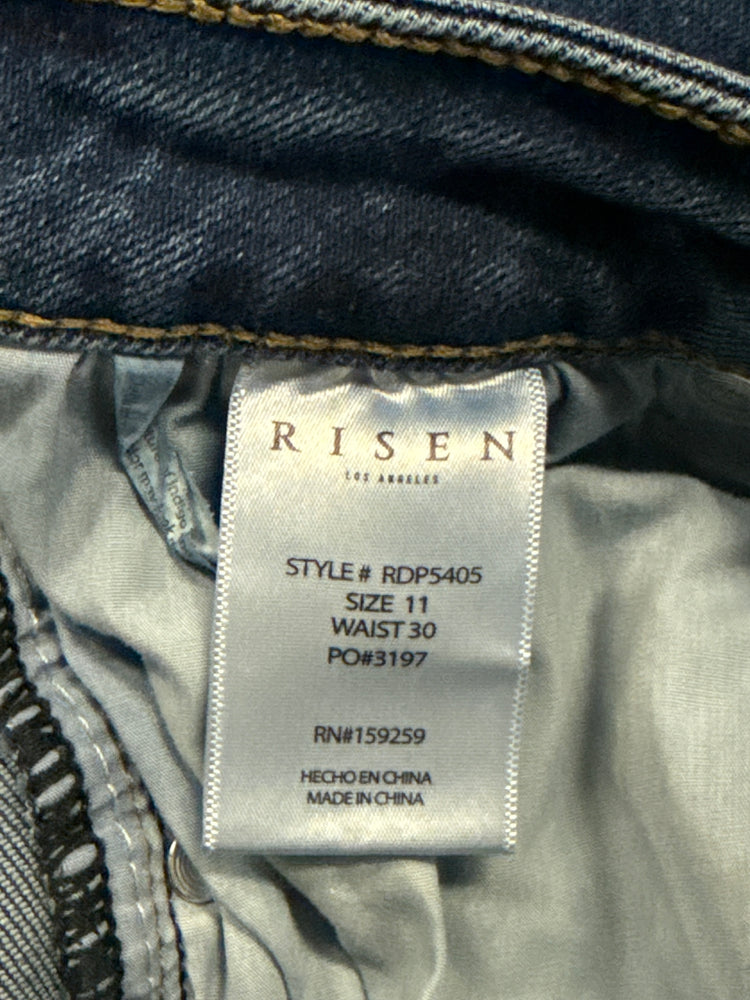 RISEN
LOS ANGELES
STYLE # RDP5405
SIZE 11
WAIST 30
PO#3197
RN#159259
HECHO EN CHINA
MADE IN CHINA
Indigo